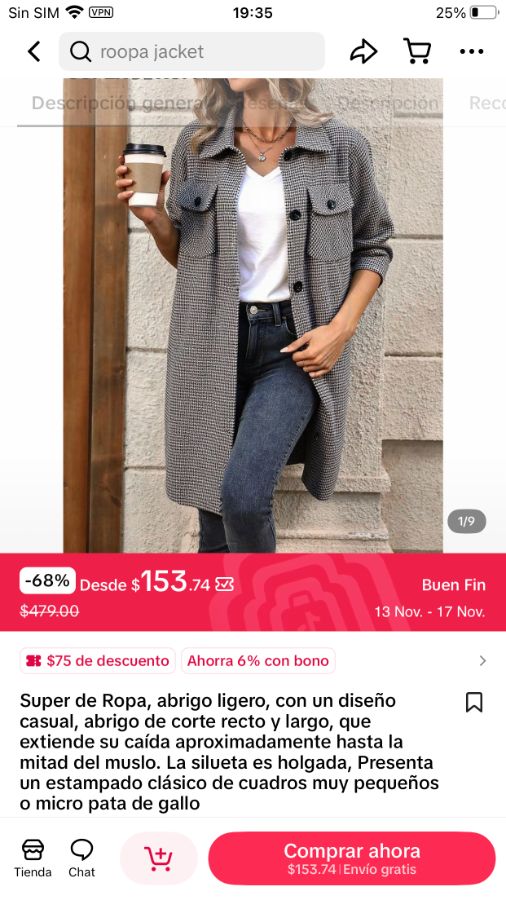 Sin SIM VPN 19:35 25%
roopa jacket
Descripción general Reseñas Descripción Reco
1/9
-68% Desde $153.74 Buen Fin
$479.00 13 Nov. - 17 Nov.
$75 de descuento Ahorra 6% con bono
Super de Ropa, abrigo ligero, con un diseño
casual, abrigo de corte recto y largo, que
extiende su caída aproximadamente hasta la
mitad del muslo. La silueta es holgada, Presenta
un estampado clásico de cuadros muy pequeños
o micro pata de gallo
Comprar ahora
Tienda Chat $153.74 Envío gratis